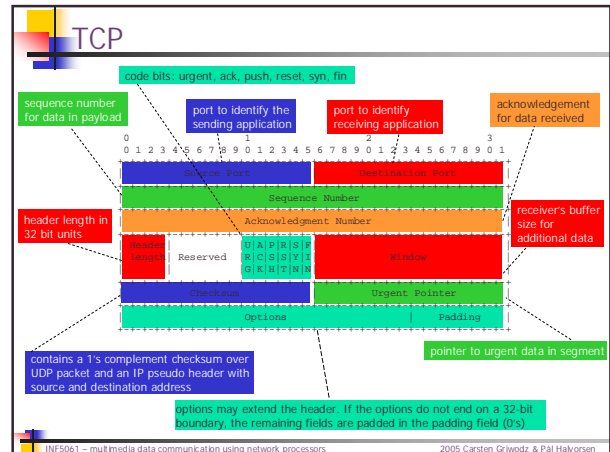 TCP
code bits: urgent, ack, push, reset, syn, fin
sequence number
for data in payload
port to identify the
sending application
port to identify
receiving application
acknowledgement
for data received
0 1 2 3
0 1 2 3 4 5 6 7 8 9 0 1 2 3 4 5 6 7 8 9 0 1 2 3 4 5 6 7 8 9 0 1
Source Port Destination Port
Sequence Number
Acknowledgment Number
header length in
32 bit units
receiver's buffer
size for
additional data
Header | | U|A|P|R|S|F
length| Reserved R|C|S|S|Y|I Window
G|K|H|T|N|N
Checksum Urgent Pointer
Options | Padding
contains a 1's complement checksum over
UDP packet and an IP pseudo header with
source and destination address
pointer to urgent data in segment
options may extend the header. If the options do not end on a 32-bit
boundary, the remaining fields are padded in the padding field (0's)
INF5061 – multimedia data communication using network processors
2005 Carsten Griwodz & Pål Halvorsen